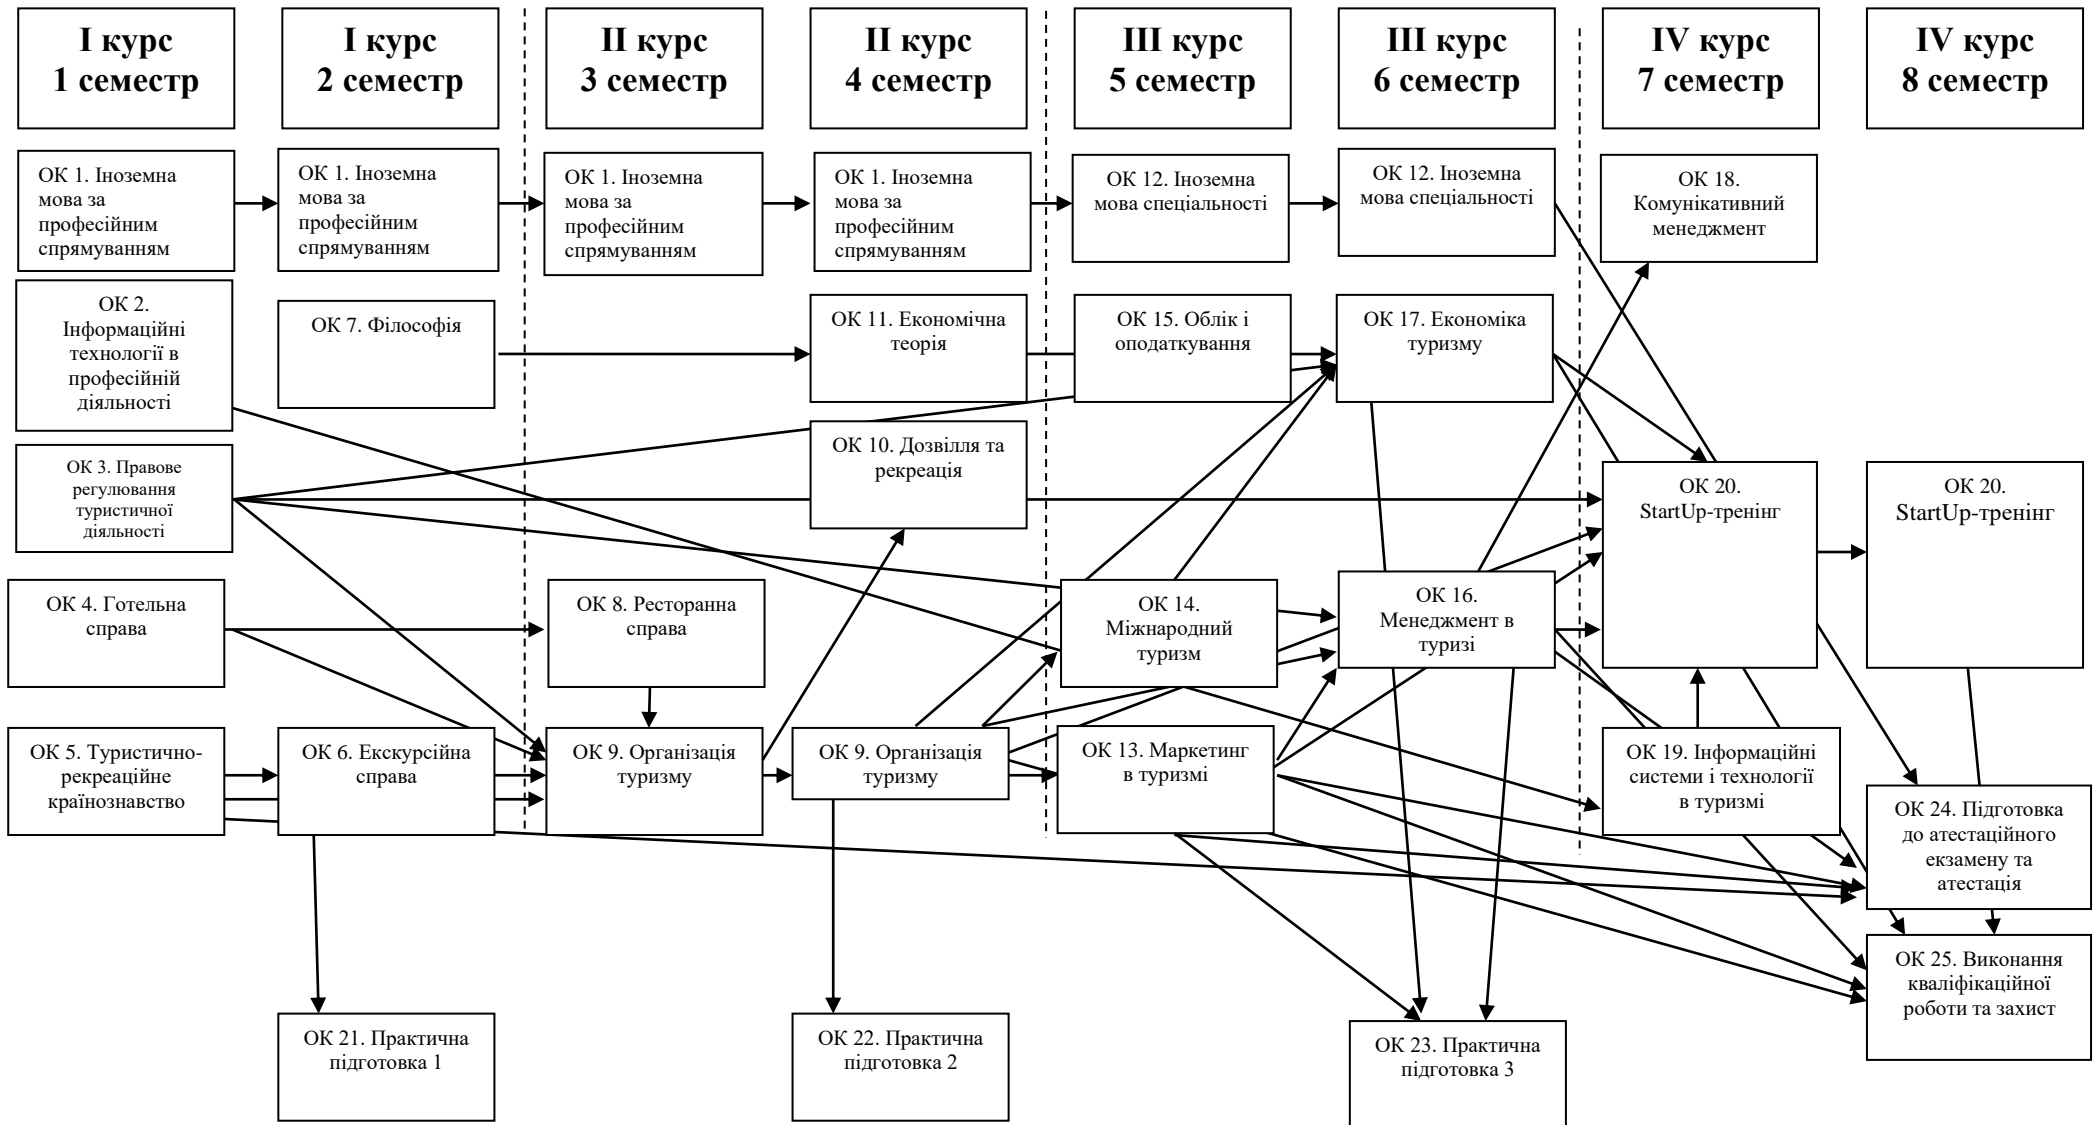 І курс
1 семестр
І курс
2 семестр
ІІ курс
3 семестр
ІІ курс
4 семестр
ІІІ курс
5 семестр
ІІІ курс
6 семестр
IV курс
7 семестр
IV курс
8 семестр
ОК 1. Іноземна
мова за
професійним
спрямуванням
ОК 1. Іноземна
мова за
професійним
спрямуванням
ОК 1. Іноземна
мова за
професійним
спрямуванням
ОК 1. Іноземна
мова за
професійним
спрямуванням
ОК 12. Іноземна
мова спеціальності
ОК 12. Іноземна
мова спеціальності
ОК 18.
Комунікативний
менеджмент
ОК 2.
Інформаційні
технології в
професійній
діяльності
ОК 7. Філософія
ОК 11. Економічна
теорія
ОК 15. Облік і
оподаткування
ОК 17. Економіка
туризму
ОК 3. Правове
регулювання
туристичної
діяльності
ОК 10. Дозвілля та
рекреація
ОК 20.
StartUp-тренінг
ОК 20.
StartUp-тренінг
ОК 4. Готельна
справа
ОК 8. Ресторанна
справа
ОК 14.
Міжнародний
туризм
ОК 16.
Менеджмент в
туризі
ОК 5. Туристично-
рекреаційне
країнознавство
ОК 6. Екскурсійна
справа
ОК 9. Організація
туризму
ОК 9. Організація
туризму
ОК 13. Маркетинг
в туризмі
ОК 19. Інформаційні
системи і технології
в туризмі
ОК 24. Підготовка
до атестаційного
екзамену та
атестація
ОК 25. Виконання
кваліфікаційної
роботи та захист
ОК 21. Практична
підготовка 1
ОК 22. Практична
підготовка 2
ОК 23. Практична
підготовка 3